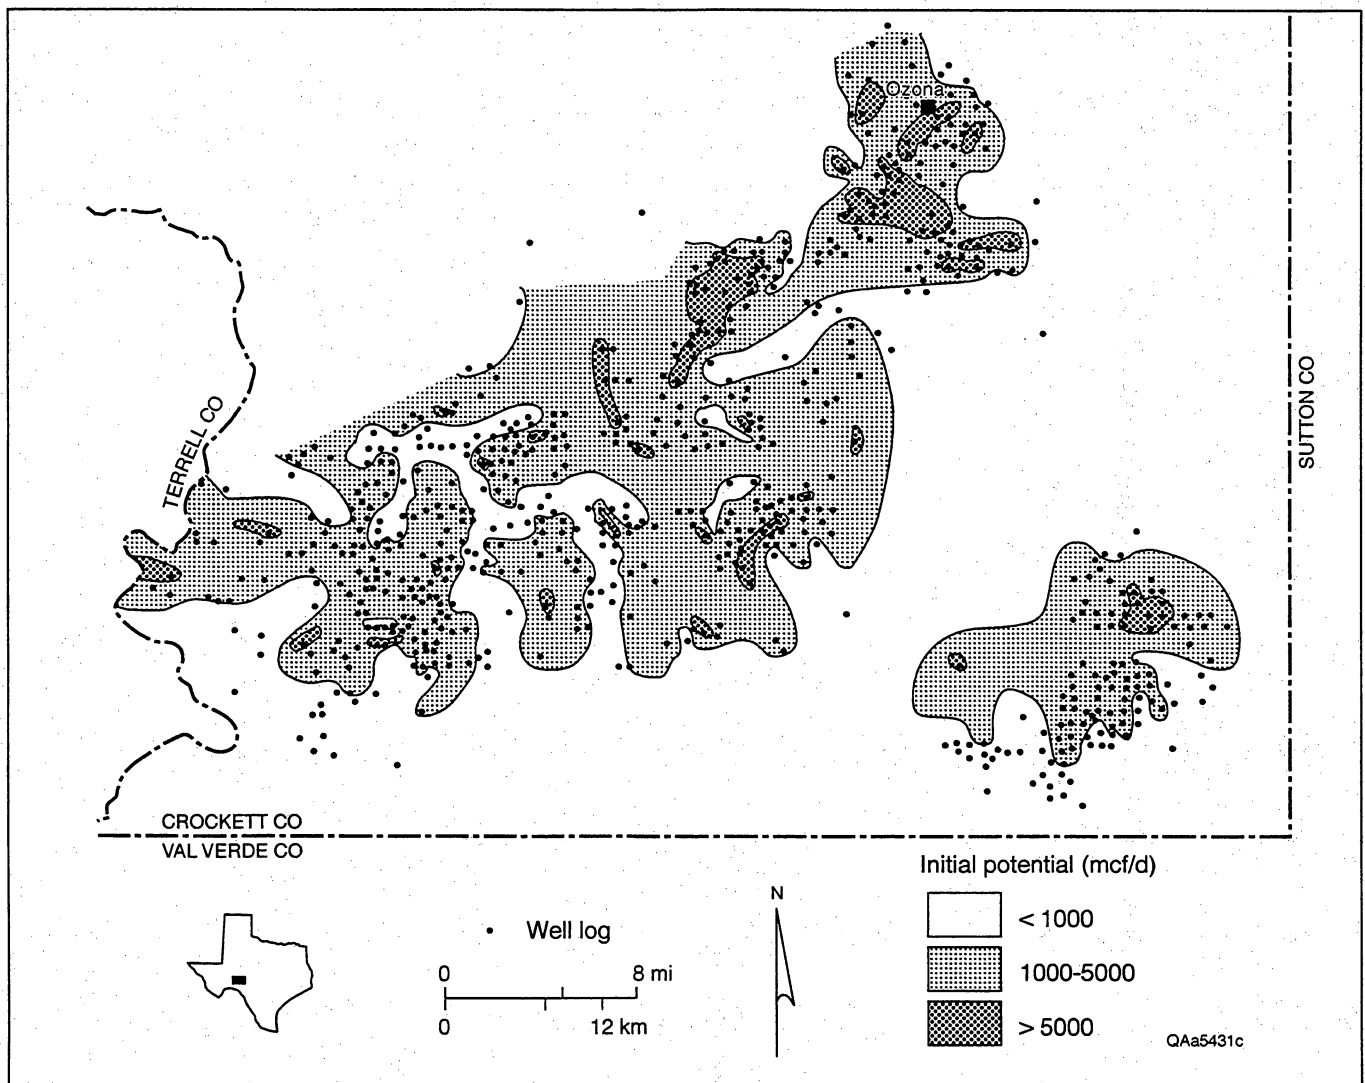 Ozona
TERRELL CO
SUTTON CO
CROCKETT CO
VAL VERDE CO
Initial potential (mcf/d)
< 1000
1000-5000
> 5000
Well log
0 8 mi
0 12 km
N
QAa5431c